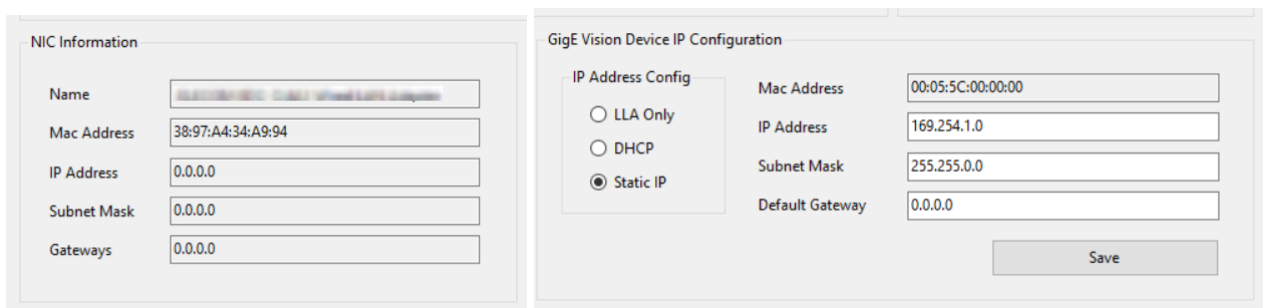 NIC Information
Name
Mac Address 38:97:A4:34:A9:94
IP Address 0.0.0.0
Subnet Mask 0.0.0.0
Gateways 0.0.0.0
GigE Vision Device IP Configuration
IP Address Config
LLA Only
DHCP
Static IP
Mac Address 00:05:5C:00:00:00
IP Address 169.254.1.0
Subnet Mask 255.255.0.0
Default Gateway 0.0.0.0
Save